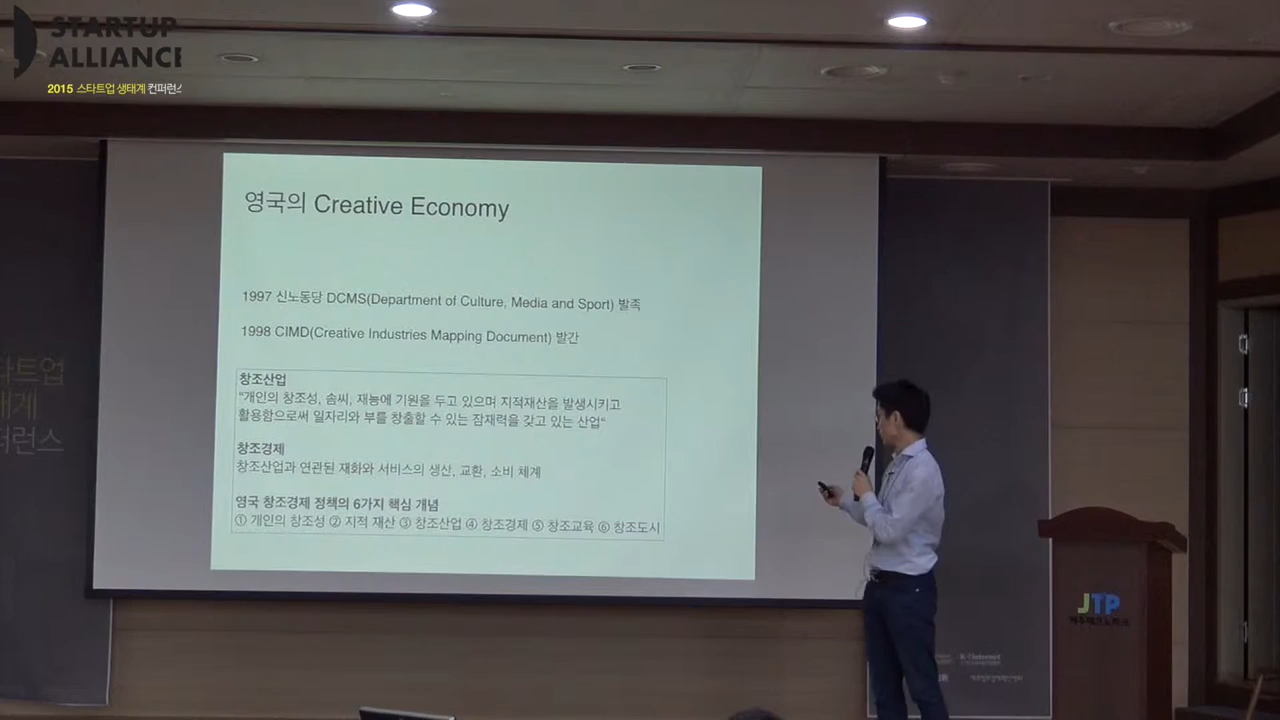 STARTUP
ALLIANCE
2015 스타트업 생태계 컨퍼런스
영국의 Creative Economy
1997 신노동당 DCMS(Department of Culture, Media and Sport) 발족
1998 CIMD(Creative Industries Mapping Document) 발간
창조산업
"개인의 창조성, 솜씨, 재능에 기원을 두고 있으며 지적재산을 발생시키고
활용함으로써 일자리와 부를 창출할 수 있는 잠재력을 갖고 있는 산업"
창조경제
창조산업과 연관된 재화와 서비스의 생산, 교환, 소비 체계
영국 창조경제 정책의 6가지 핵심 개념
① 개인의 창조성 ② 지적 재산 ③ 창조산업 ④ 창조경제 ⑤ 창조교육 ⑥ 창조도시
타트업
태계
퍼런스
JTP
제주테크노파크